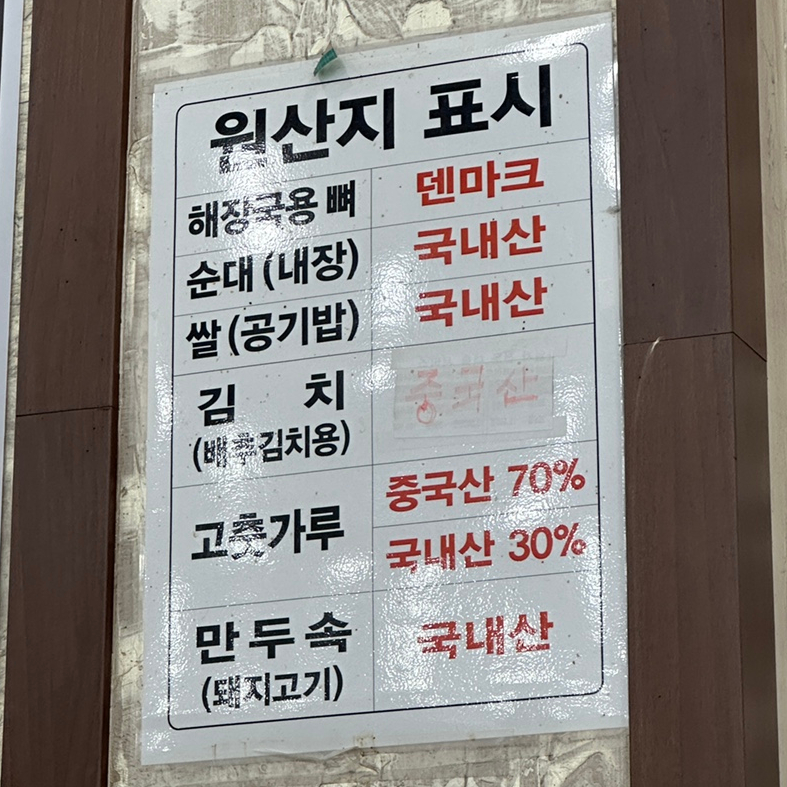 원산지 표시
해장국용 뼈 덴마크
순대 (내장) 국내산
쌀 (공기밥) 국내산
김 치 중국산
(배추김치용)
고춧가루 중국산 70%
국내산 30%
만두속 국내산
(돼지고기)